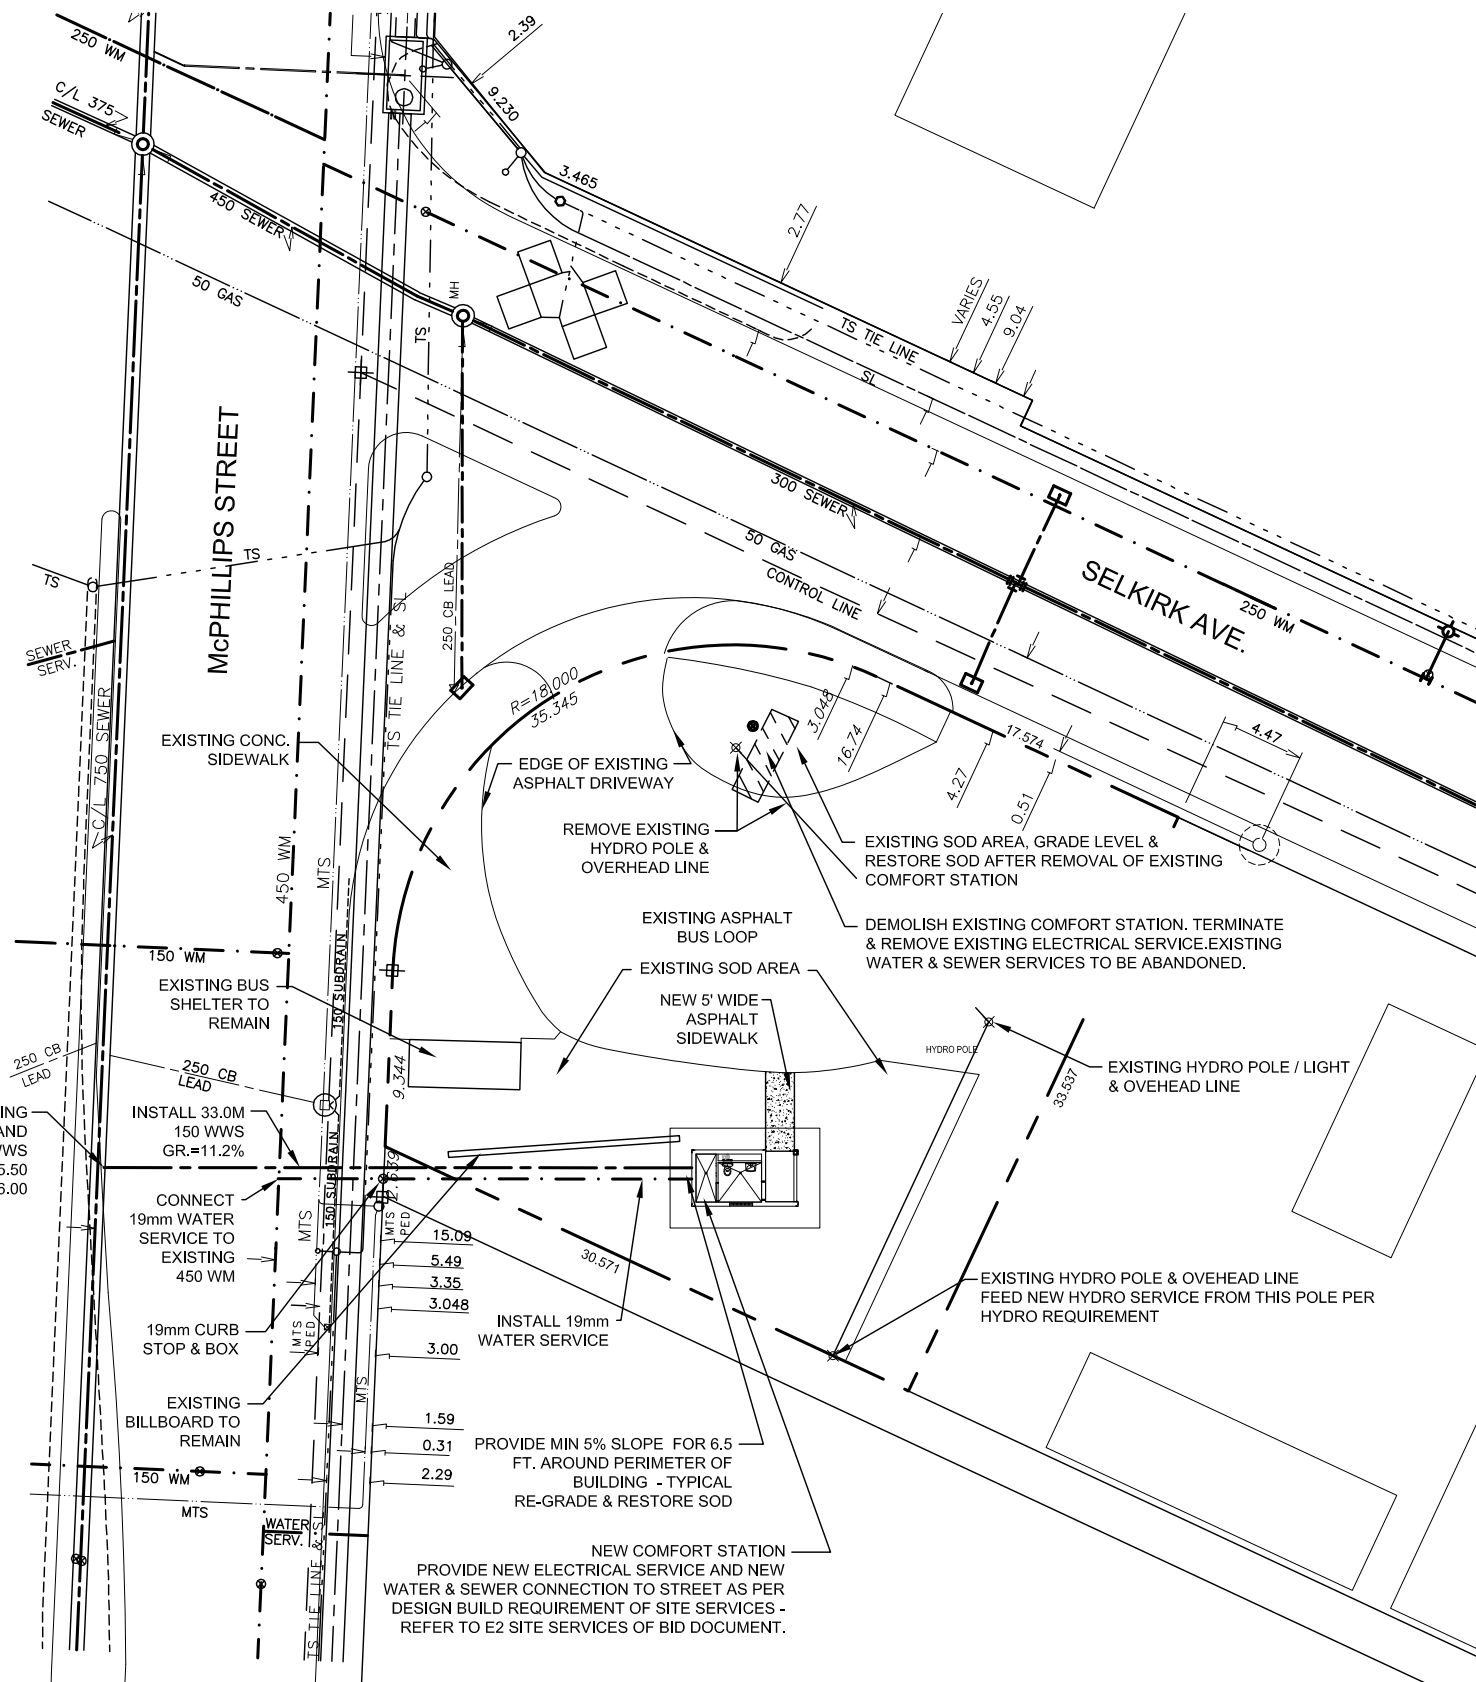 250 WM
2.39
C/L 375
SEWER
9.230
3.465
450 SEWER
2.77
50 GAS
MH
TS
VARIES
4.55
9.04
TS TIE LINE
SL
McPHILLIPS STREET
300 SEWER
50 GAS
CONTROL LINE
SELKIRK AVE.
250 WM
TS
TS
250 CB LEAD
TS TIE LINE & SL
SEWER
SERV.
C/L 750 SEWER
R=18.000
35.345
3.048
16.74
17.574
4.47
4.27
0.51
EXISTING CONC.
SIDEWALK
EDGE OF EXISTING
ASPHALT DRIVEWAY
REMOVE EXISTING
HYDRO POLE &
OVERHEAD LINE
EXISTING SOD AREA, GRADE LEVEL &
RESTORE SOD AFTER REMOVAL OF EXISTING
COMFORT STATION
450 WM
MTS
EXISTING ASPHALT
BUS LOOP
DEMOLISH EXISTING COMFORT STATION. TERMINATE
& REMOVE EXISTING ELECTRICAL SERVICE.EXISTING
WATER & SEWER SERVICES TO BE ABANDONED.
150 WM
150 SUBDRAIN
EXISTING SOD AREA
EXISTING BUS
SHELTER TO
REMAIN
NEW 5' WIDE
ASPHALT
SIDEWALK
HYDRO POLE
EXISTING HYDRO POLE / LIGHT
& OVEHEAD LINE
250 CB
LEAD
250 CB
LEAD
9.344
33.537
ING
AND
WWS
5.50
6.00
INSTALL 33.0M
150 WWS
GR.=11.2%
150 SUBDRAIN
2.639
CONNECT
19mm WATER
SERVICE TO
EXISTING
450 WM
MTS
MTS
PED
15.09
5.49
3.35
3.048
30.571
EXISTING HYDRO POLE & OVEHEAD LINE
FEED NEW HYDRO SERVICE FROM THIS POLE PER
HYDRO REQUIREMENT
19mm CURB
STOP & BOX
MTS
PED
INSTALL 19mm
WATER SERVICE
3.00
MTS
EXISTING
BILLBOARD TO
REMAIN
1.59
0.31
2.29
PROVIDE MIN 5% SLOPE FOR 6.5
FT. AROUND PERIMETER OF
BUILDING - TYPICAL
RE-GRADE & RESTORE SOD
150 WM
MTS
WATER
SERV.
TS TIE LINE & SL
NEW COMFORT STATION
PROVIDE NEW ELECTRICAL SERVICE AND NEW
WATER & SEWER CONNECTION TO STREET AS PER
DESIGN BUILD REQUIREMENT OF SITE SERVICES -
REFER TO E2 SITE SERVICES OF BID DOCUMENT.